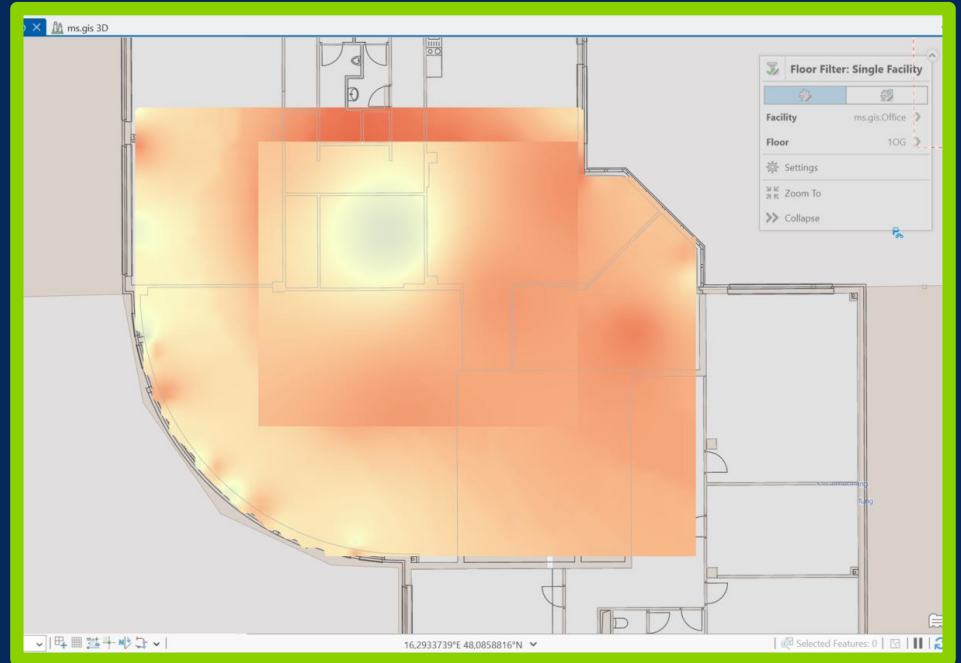 ms.gis 3D
Floor Filter: Single Facility
Facility ms.gis.Office
Floor 1OG
Settings
Zoom To
Collapse
16,2933739°E 48,0858816°N
Selected Features: 0